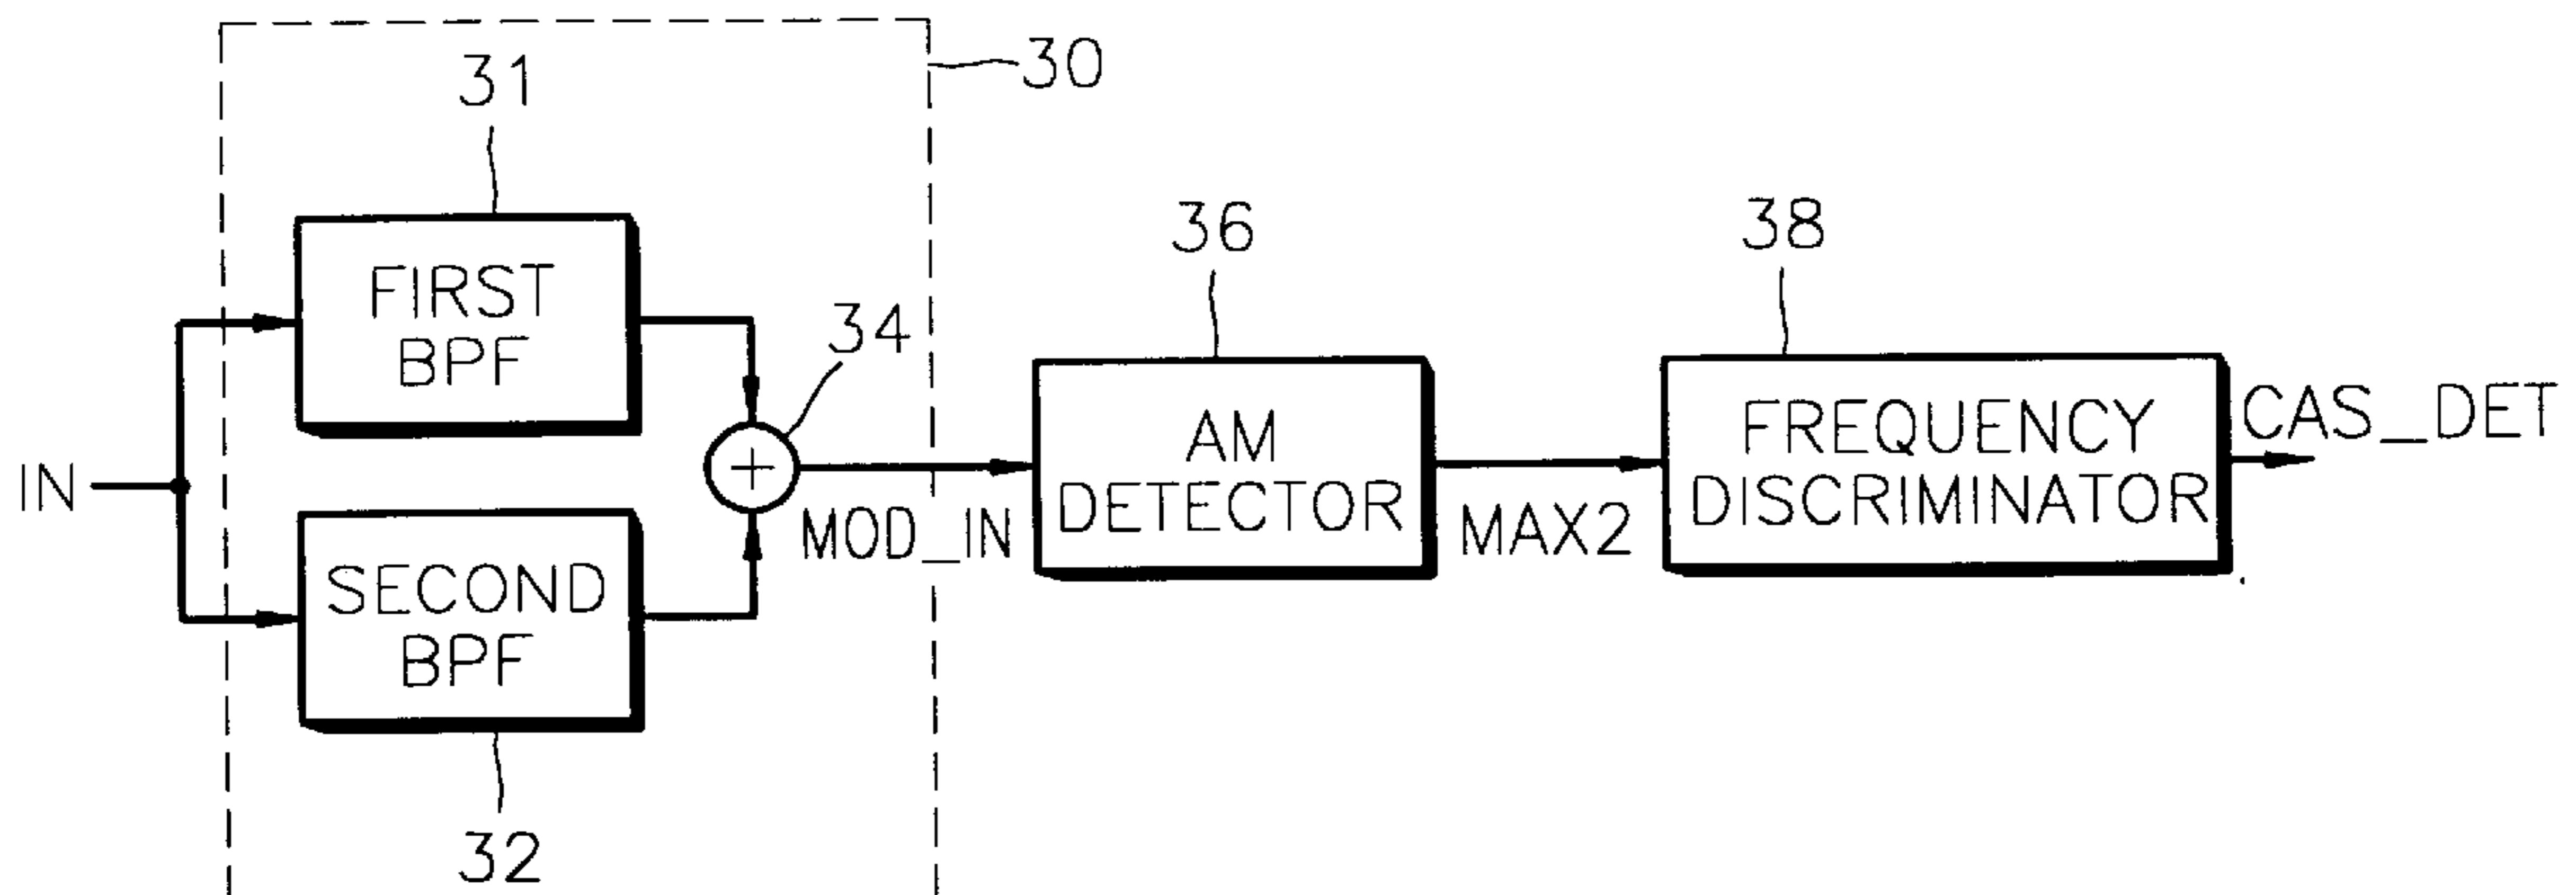 30
31
FIRST
BPF
34
36
38
IN
AM
DETECTOR
FREQUENCY
DISCRIMINATOR
CAS_DET
MOD_IN
MAX2
SECOND
BPF
32